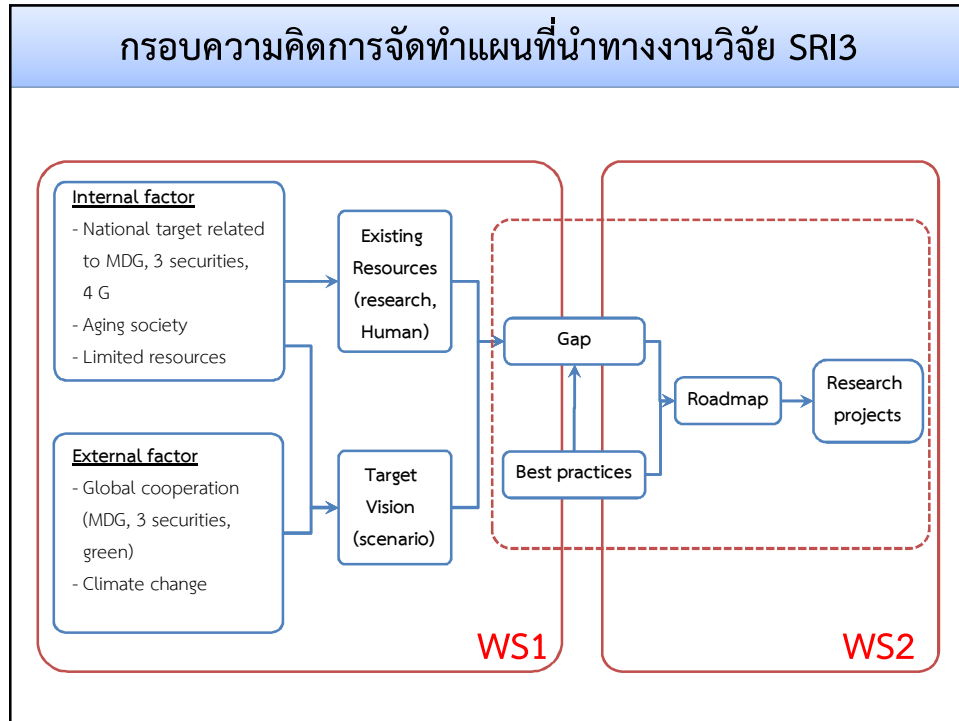 กรอบความคิดการจัดทำแผนที่นำทางงานวิจัย SRI3
Internal factor
- National target related
to MDG, 3 securities,
4 G
- Aging society
- Limited resources
External factor
- Global cooperation
(MDG, 3 securities,
green)
- Climate change
Existing
Resources
(research,
Human)
Target
Vision
(scenario)
Gap
Best practices
Roadmap
Research
projects
WS1
WS2